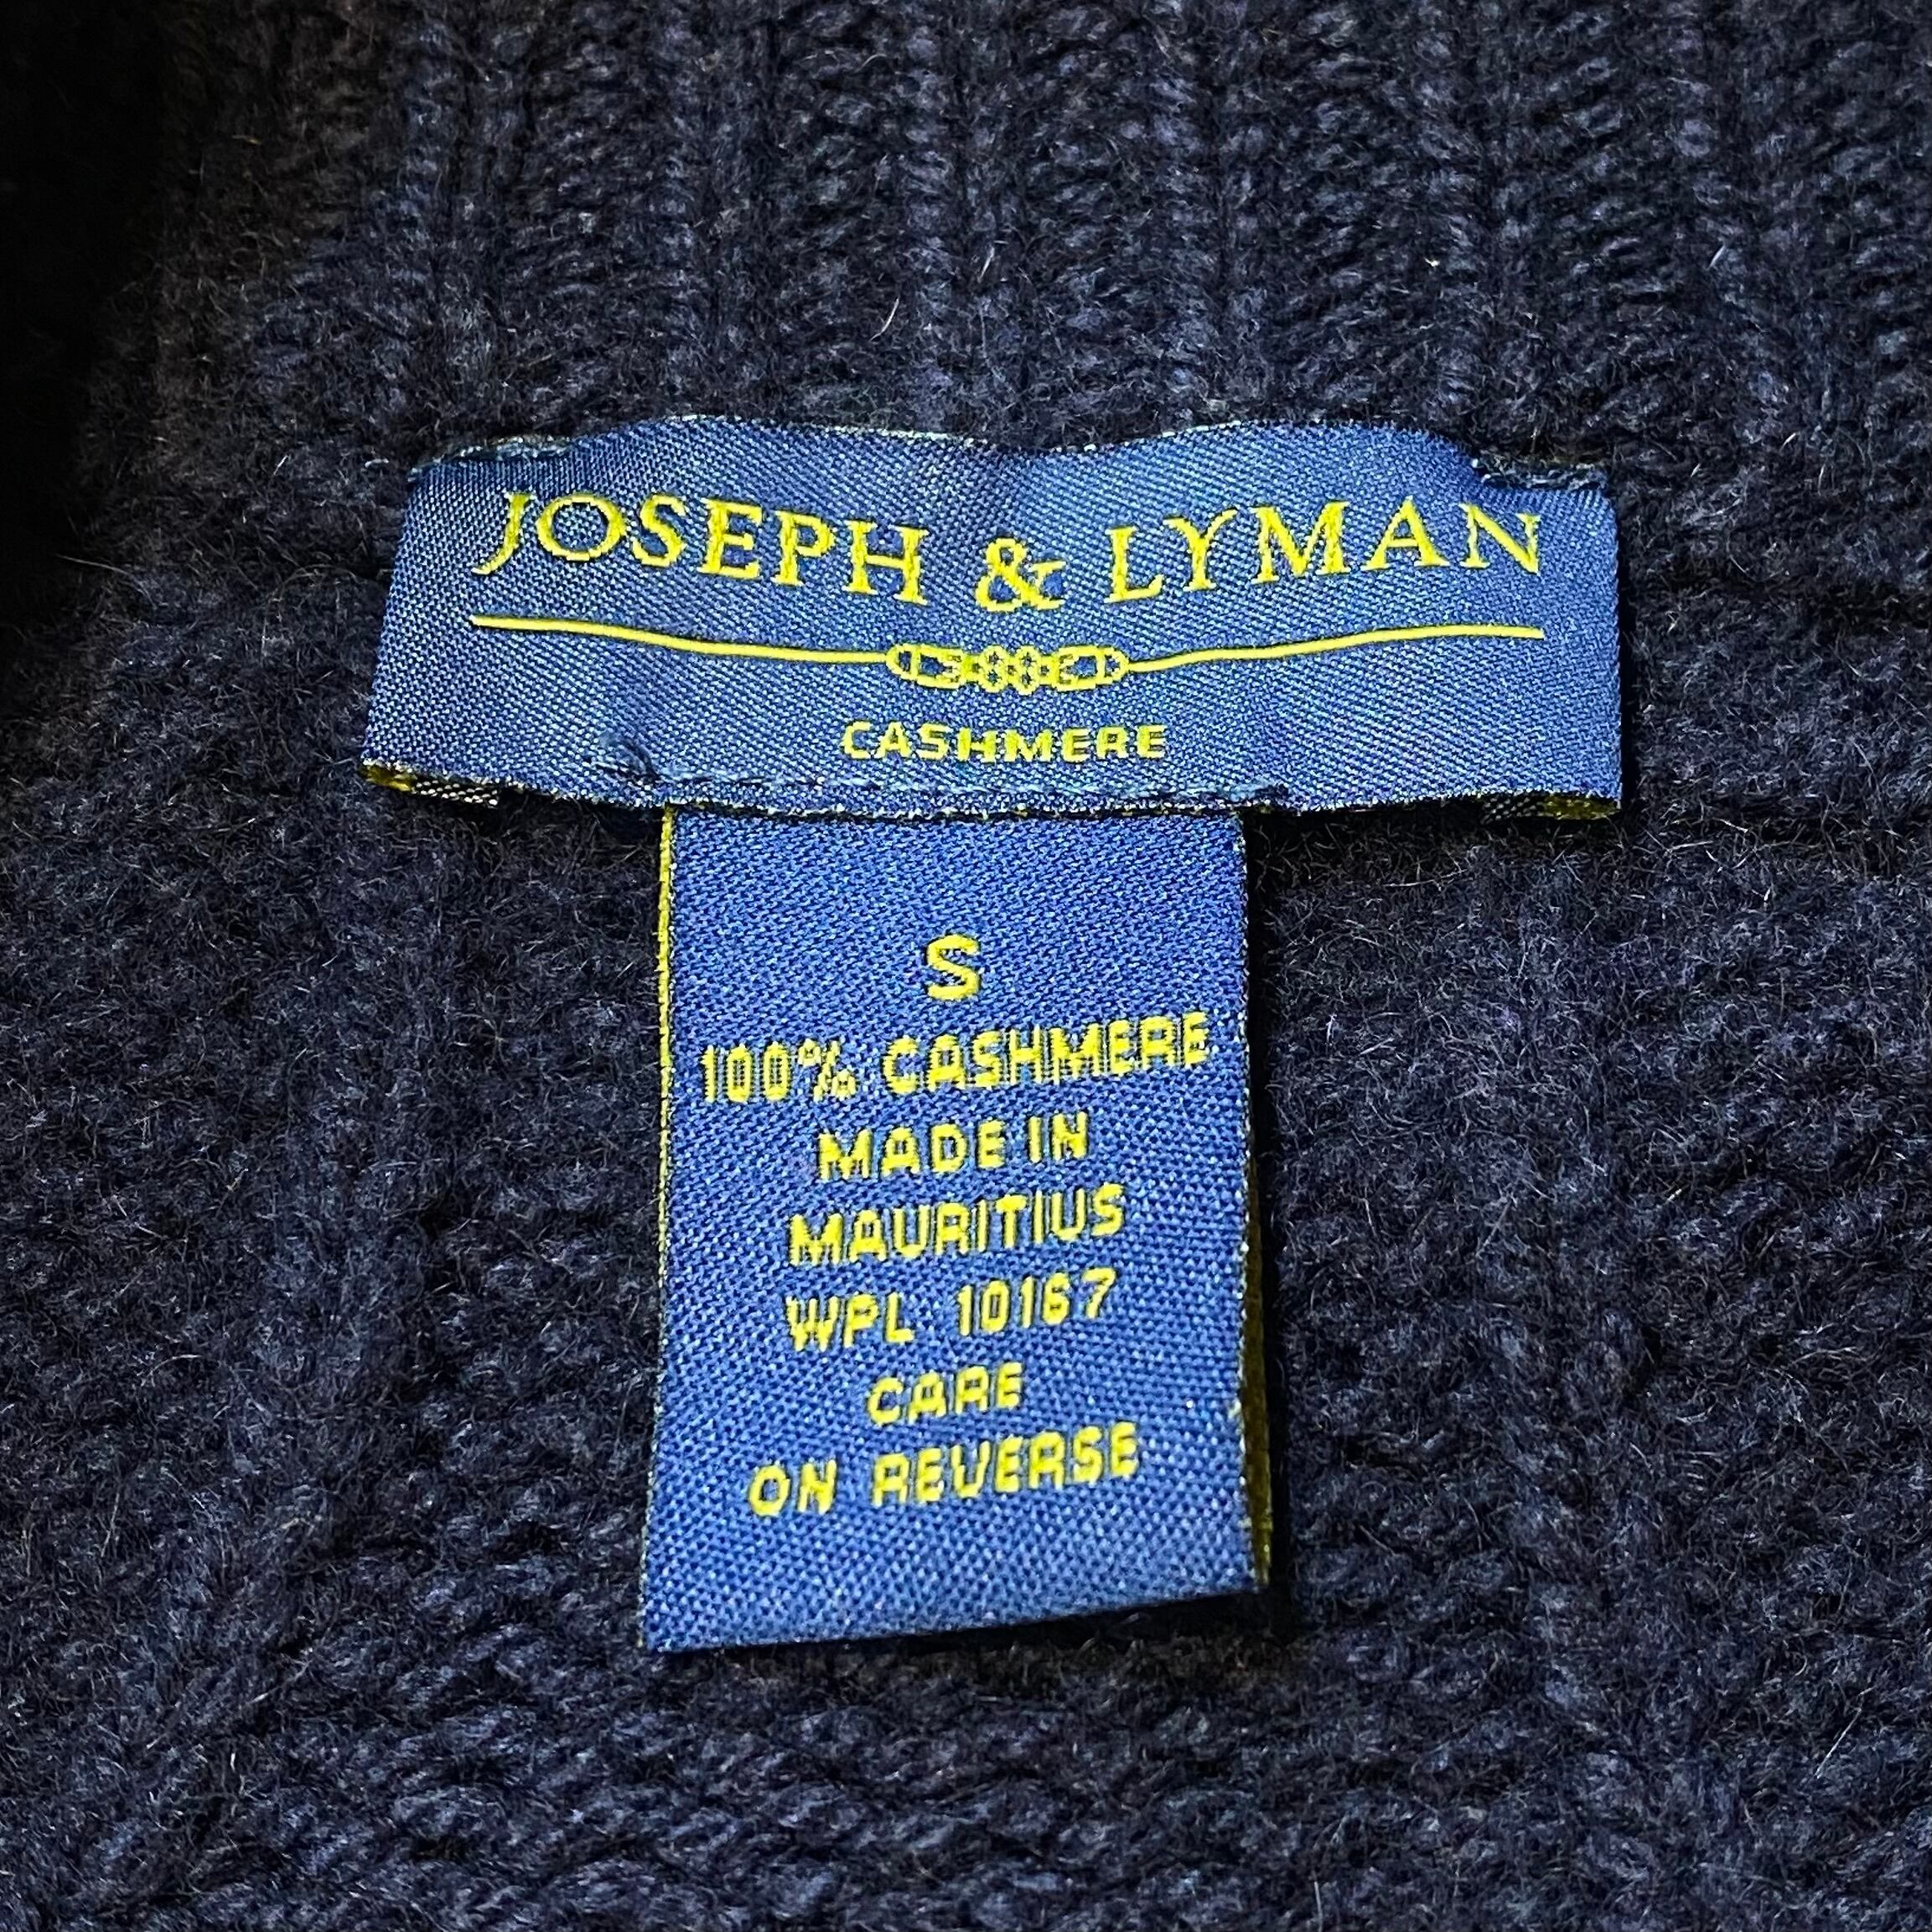 JOSEPH & LYMAN
CASHMERE
S
100% CASHMERE
MADE IN
MAURITIUS
WPL 10167
CARE
ON REVERSE